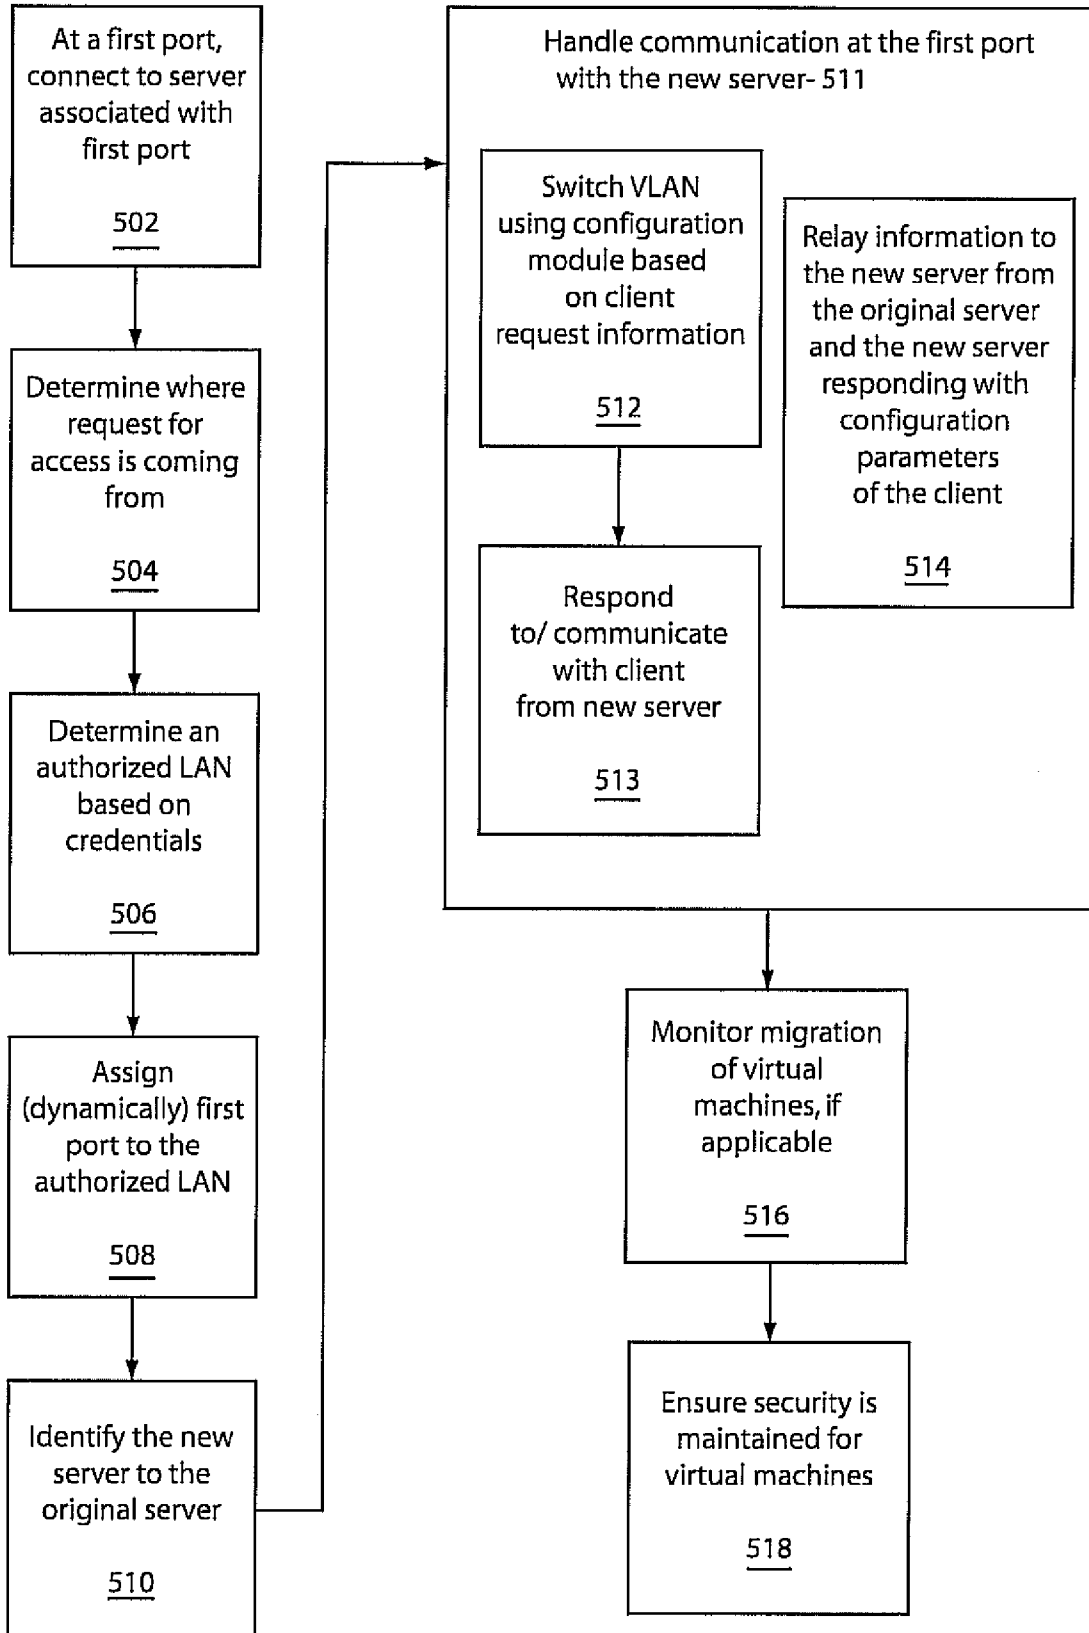 At a first port,
connect to server
associated with
first port
502
Determine where
request for
access is coming
from
504
Determine an
authorized LAN
based on
credentials
506
Assign
(dynamically) first
port to the
authorized LAN
508
Identify the new
server to the
original server
510
Handle communication at the first port
with the new server- 511
Switch VLAN
using configuration
module based
on client
request information
512
Respond
to/ communicate
with client
from new server
513
Relay information to
the new server from
the original server
and the new server
responding with
configuration
parameters
of the client
514
Monitor migration
of virtual
machines, if
applicable
516
Ensure security is
maintained for
virtual machines
518